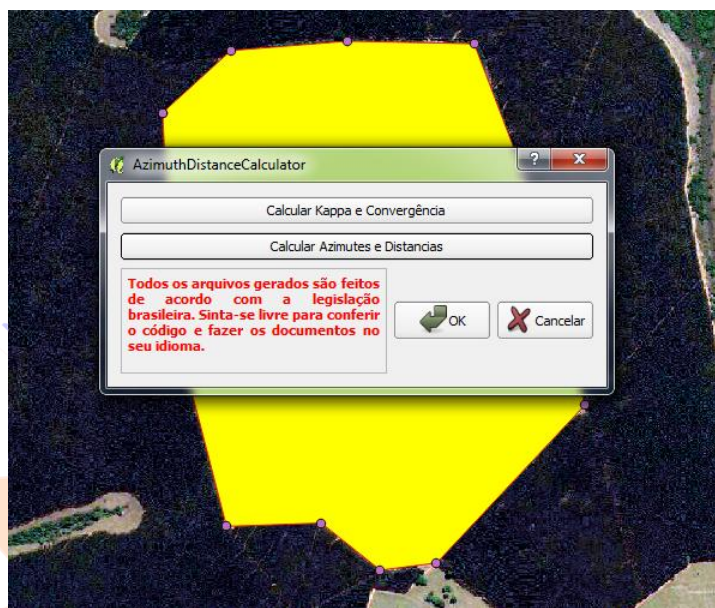 AzimuthDistanceCalculator
?
X
Calcular Kappa e Convergência
Calcular Azimutes e Distancias
Todos os arquivos gerados são feitos
de acordo com a legislação
brasileira. Sinta-se livre para conferir
o código e fazer os documentos no
seu idioma.
OK
Cancelar